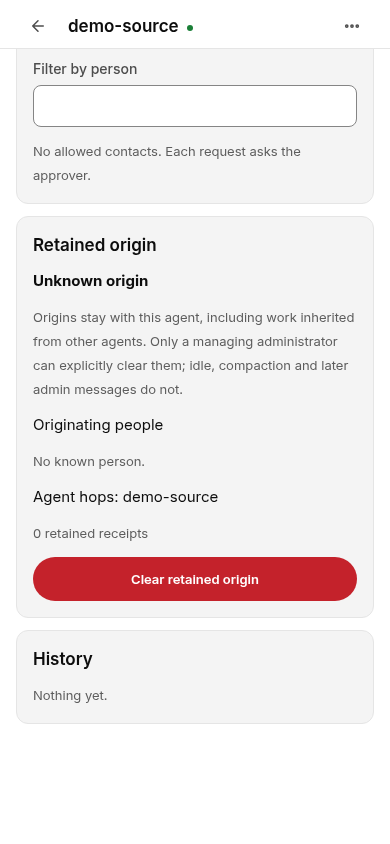 demo-source
Filter by person
No allowed contacts. Each request asks the
approver.
Retained origin
Unknown origin
Origins stay with this agent, including work inherited
from other agents. Only a managing administrator
can explicitly clear them; idle, compaction and later
admin messages do not.
Originating people
No known person.
Agent hops: demo-source
0 retained receipts
Clear retained origin
History
Nothing yet.